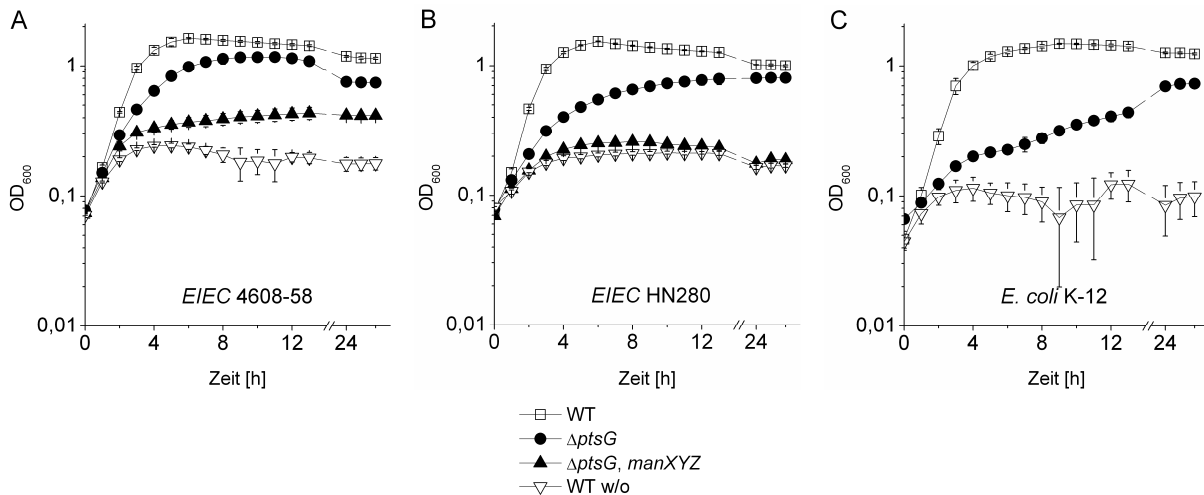 A
B
C
1
0,1
0,01
OD600
EIEC 4608-58
0 4 8 12 24
Zeit [h]
1
0,1
0,01
OD600
EIEC HN280
0 4 8 12 24
Zeit [h]
1
0,1
0,01
OD600
E. coli K-12
0 4 8 12 24
Zeit [h]
WT
ΔptsG
ΔptsG, manXYZ
WT w/o